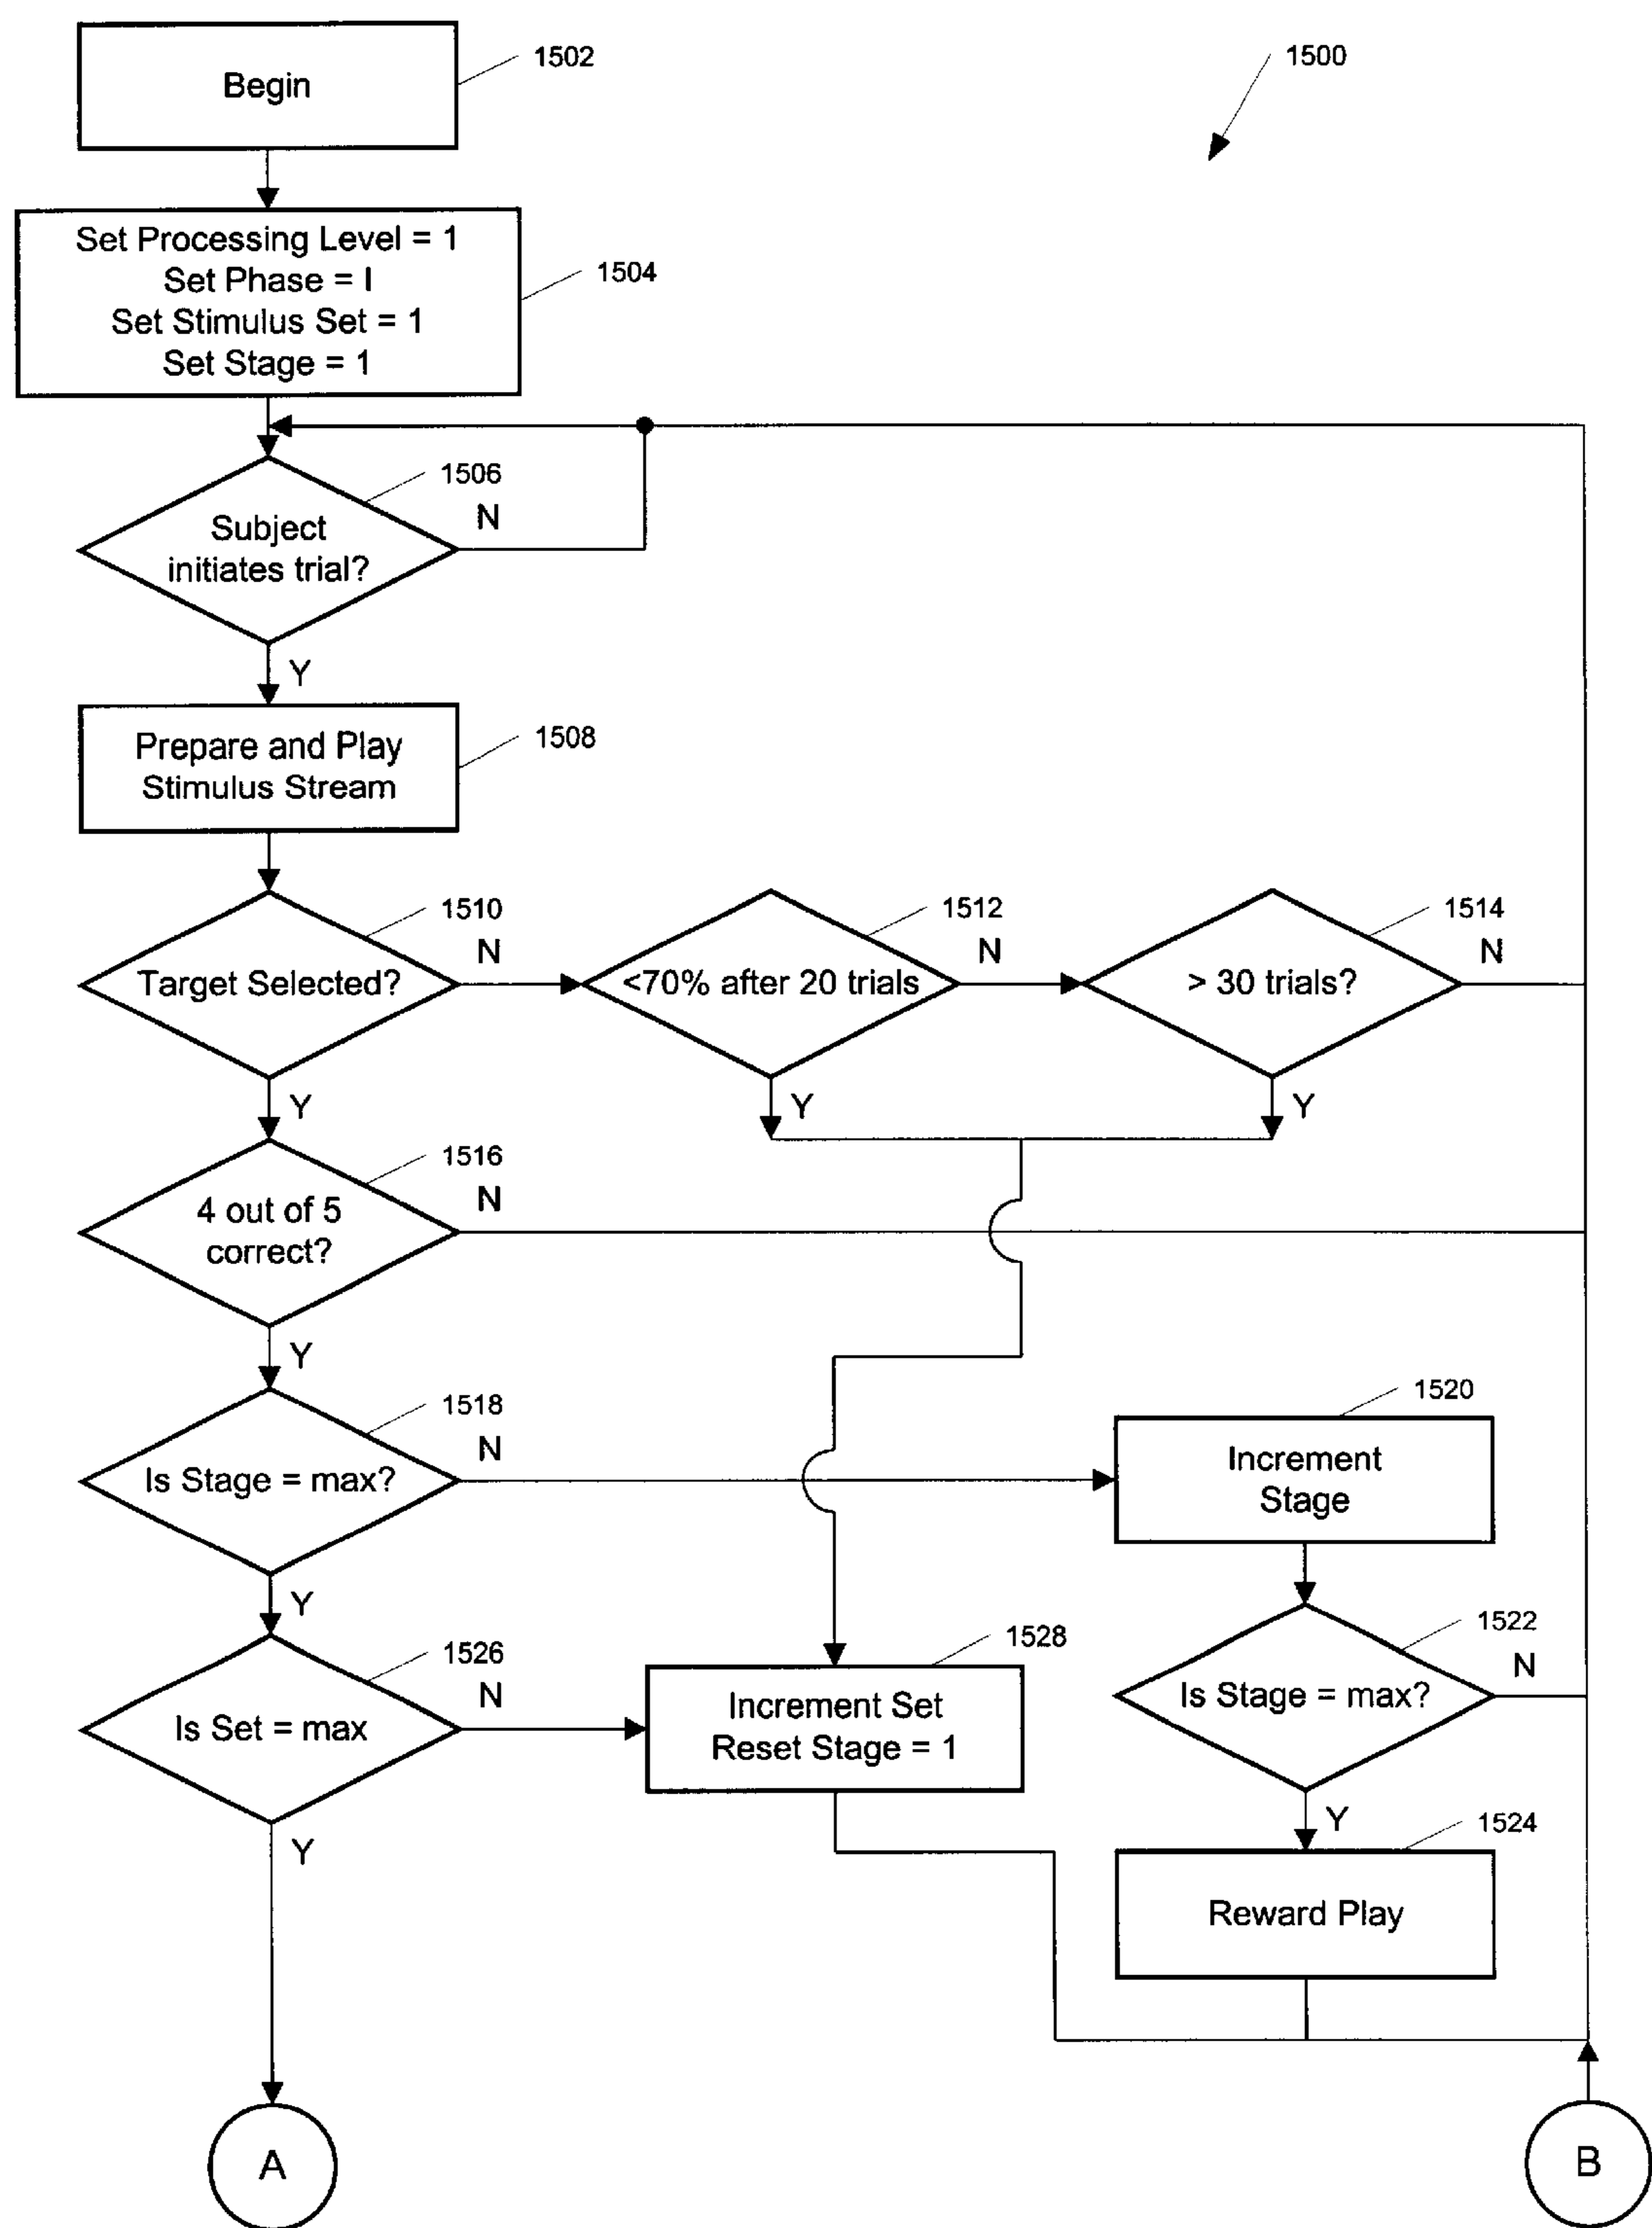 Begin
1502
1500
Set Processing Level = 1
Set Phase = I
Set Stimulus Set = 1
Set Stage = 1
1504
Subject
initiates trial?
1506
N
Y
Prepare and Play
Stimulus Stream
1508
Target Selected?
1510
N
Y
<70% after 20 trials
1512
N
Y
> 30 trials?
1514
N
Y
4 out of 5
correct?
1516
N
Y
Is Stage = max?
1518
N
Y
Increment
Stage
1520
Is Stage = max?
1522
N
Y
Is Set = max
1526
N
Y
Increment Set
Reset Stage = 1
1528
Reward Play
1524
A
B